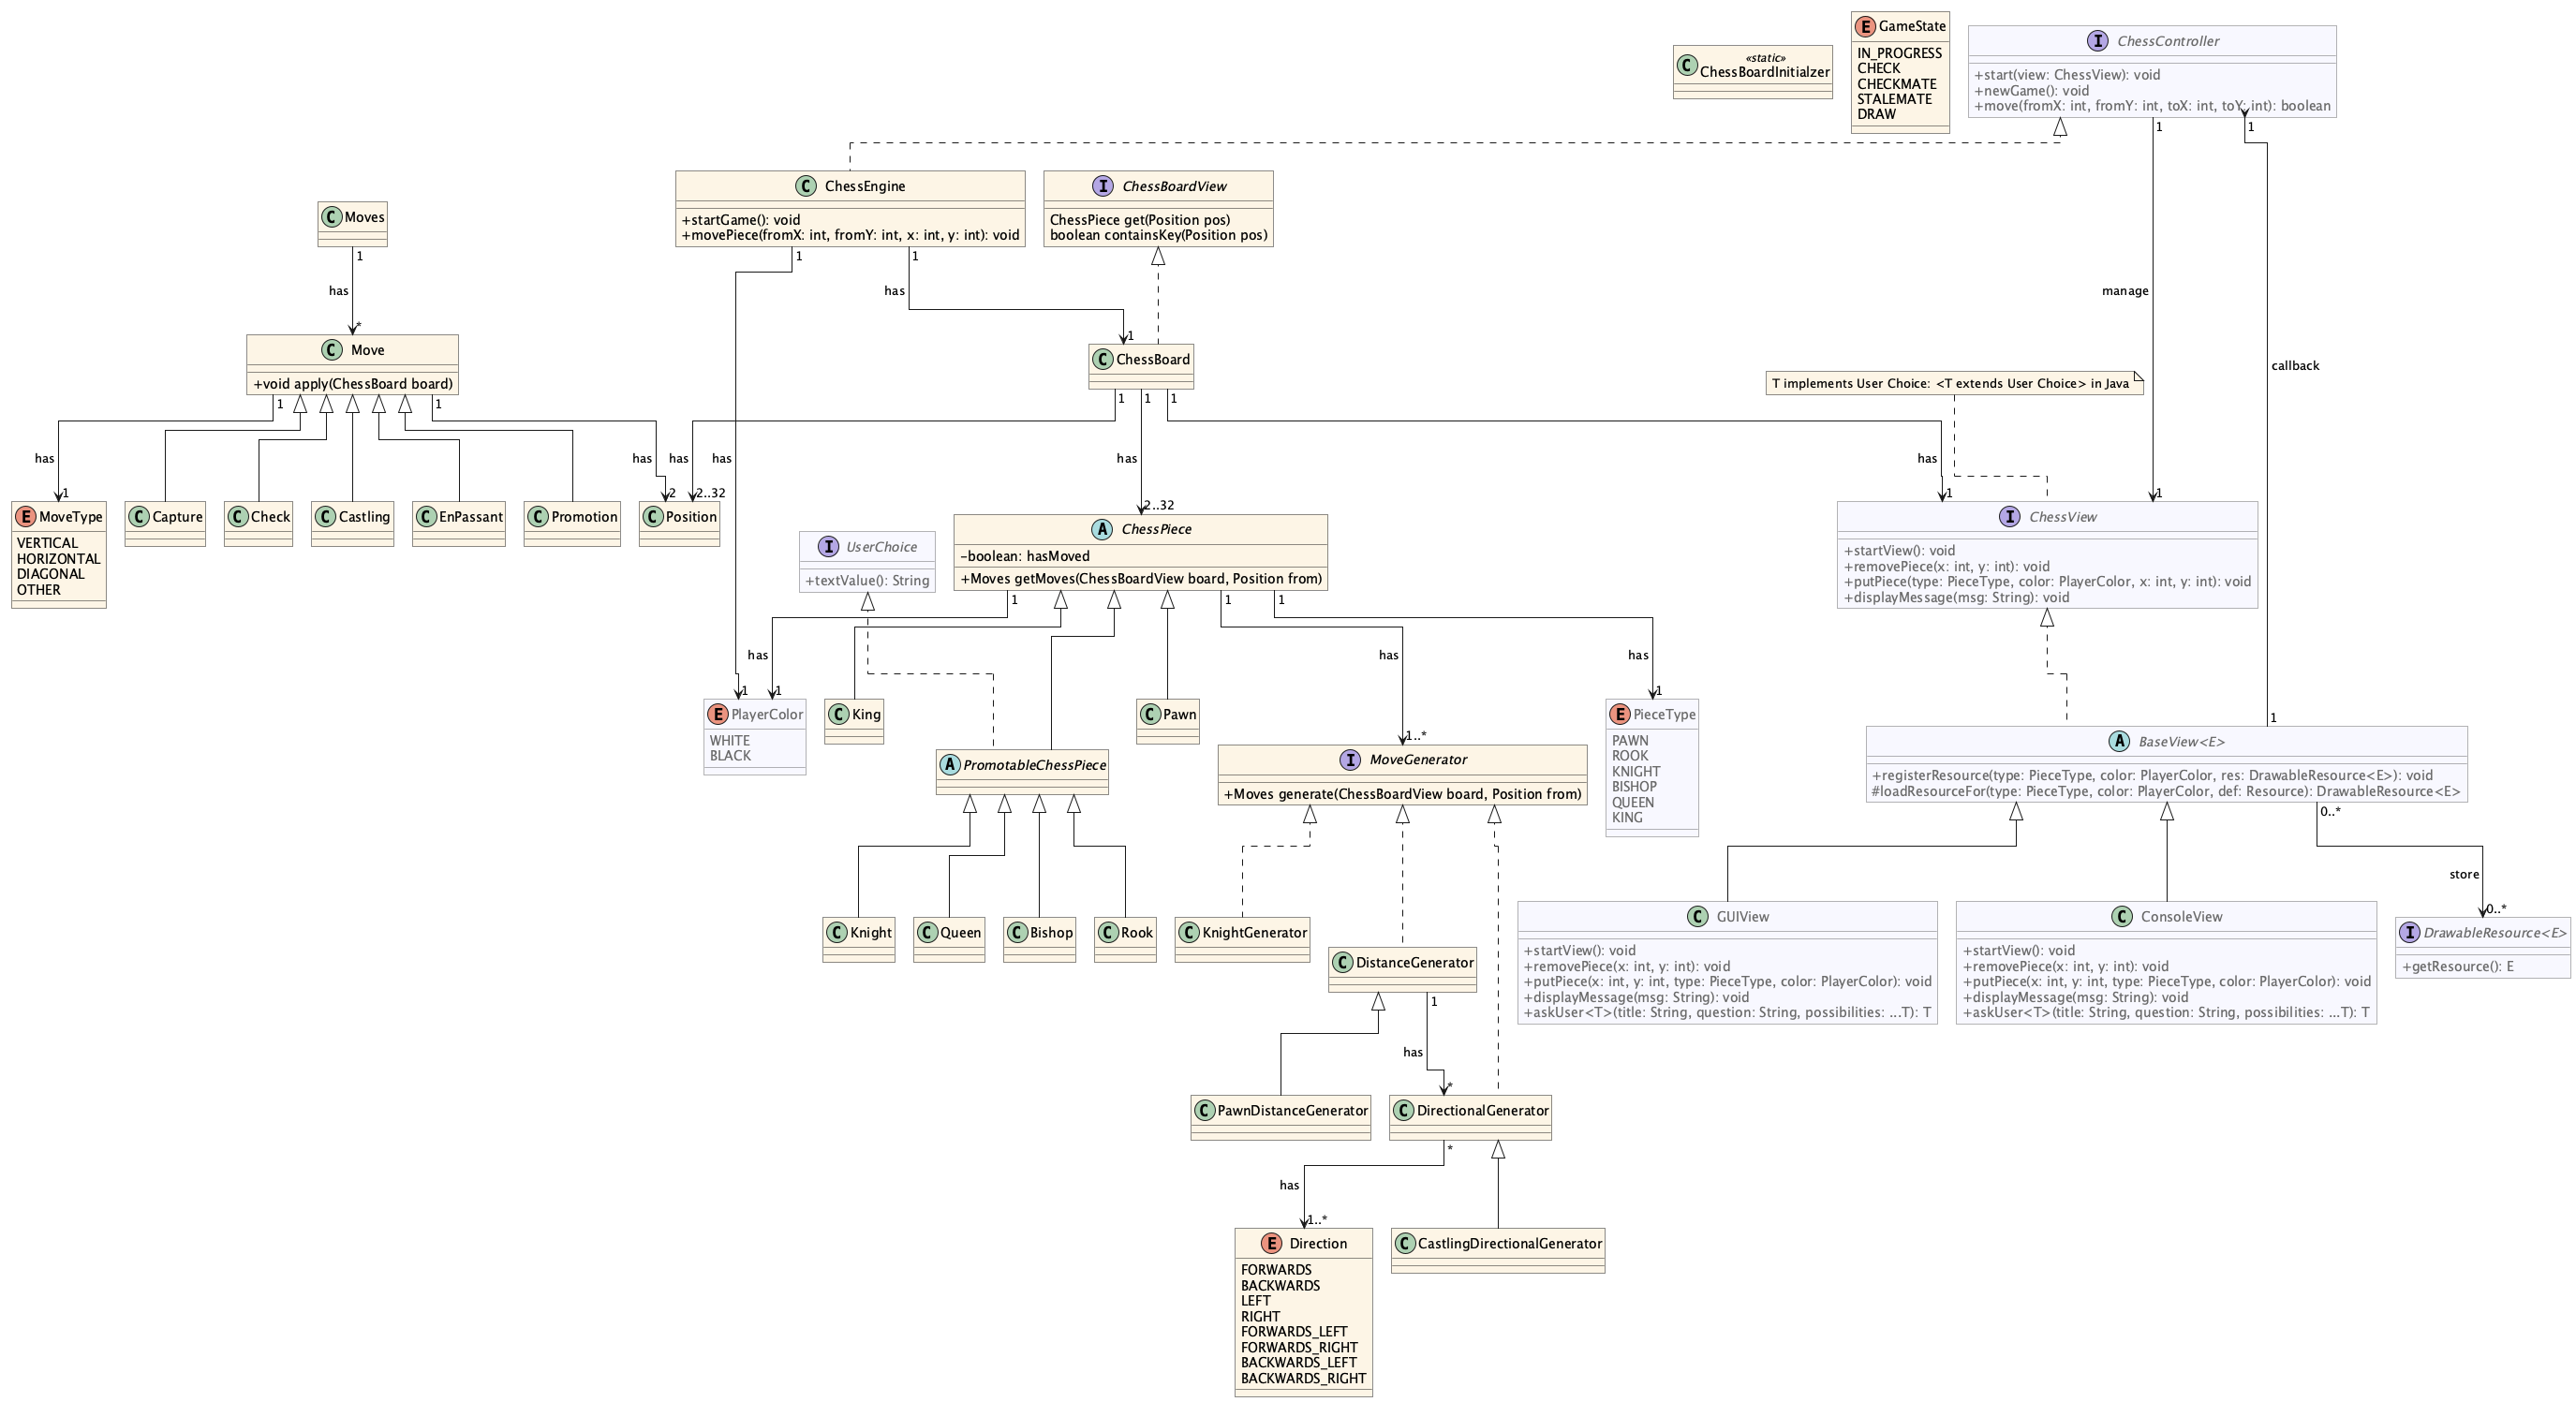 «static»
ChessBoardInitialzer
GameState
IN_PROGRESS
CHECK
CHECKMATE
STALEMATE
DRAW
ChessController
+start(view: ChessView): void
+newGame(): void
+move(fromX: int, fromY: int, toX: int, toY: int): boolean
1
1
ChessEngine
+startGame(): void
+movePiece(fromX: int, fromY: int, x: int, y: int): void
1
1
ChessBoardView
ChessPiece get(Position pos)
boolean containsKey(Position pos)
Moves
1
has
*
has
1
manage
Move
+void apply(ChessBoard board)
1
1
ChessBoard
1
1
1
callback
T implements User Choice: <T extends User Choice> in Java
has
1
has
2
has
2..32
has
has
2..32
has
1
1
MoveType
VERTICAL
HORIZONTAL
DIAGONAL
OTHER
Capture
Check
Castling
EnPassant
Promotion
Position
UserChoice
+textValue(): String
ChessPiece
-boolean: hasMoved
+Moves getMoves(ChessBoardView board, Position from)
1
1
1
ChessView
+startView(): void
+removePiece(x: int, y: int): void
+putPiece(type: PieceType, color: PlayerColor, x: int, y: int): void
+displayMessage(msg: String): void
has
1
1
has
1..*
has
1
1
PlayerColor
WHITE
BLACK
King
Pawn
PieceType
PAWN
ROOK
KNIGHT
BISHOP
QUEEN
KING
PromotableChessPiece
MoveGenerator
+Moves generate(ChessBoardView board, Position from)
BaseView<E>
+registerResource(type: PieceType, color: PlayerColor, res: DrawableResource<E>): void
#loadResourceFor(type: PieceType, color: PlayerColor, def: Resource): DrawableResource<E>
0..*
store
0..*
Knight
Queen
Bishop
Rook
KnightGenerator
DistanceGenerator
1
has
*
GUIView
+startView(): void
+removePiece(x: int, y: int): void
+putPiece(x: int, y: int, type: PieceType, color: PlayerColor): void
+displayMessage(msg: String): void
+askUser<T>(title: String, question: String, possibilities: ...T): T
ConsoleView
+startView(): void
+removePiece(x: int, y: int): void
+putPiece(x: int, y: int, type: PieceType, color: PlayerColor): void
+displayMessage(msg: String): void
+askUser<T>(title: String, question: String, possibilities: ...T): T
DrawableResource<E>
+getResource(): E
PawnDistanceGenerator
DirectionalGenerator
*
has
1..*
Direction
FORWARDS
BACKWARDS
LEFT
RIGHT
FORWARDS_LEFT
FORWARDS_RIGHT
BACKWARDS_LEFT
BACKWARDS_RIGHT
CastlingDirectionalGenerator